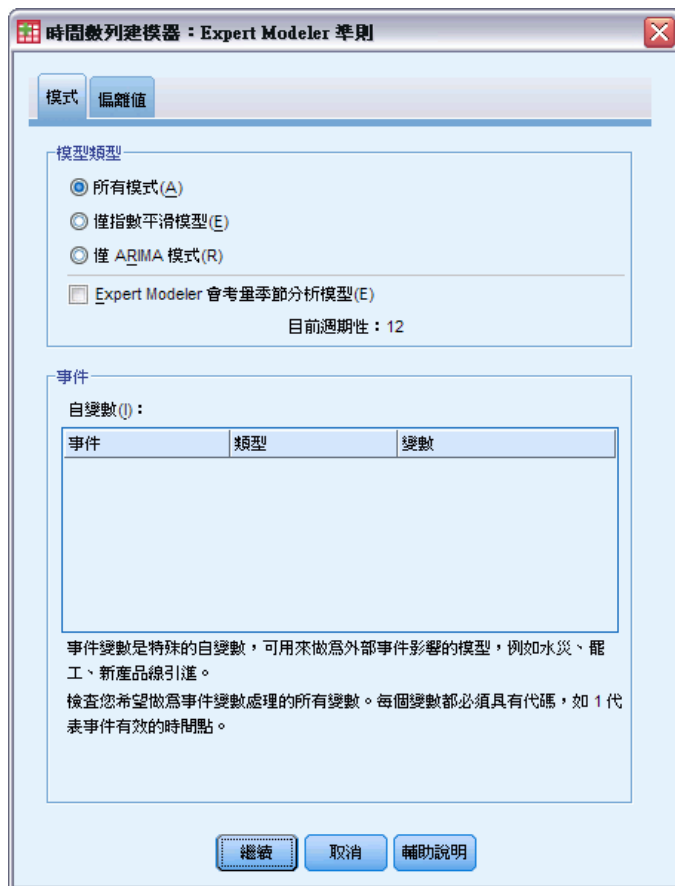 時間數列建模器：Expert Modeler 準則
模式 偏離值
模型類型
所有模式(A)
僅指數平滑模型(E)
僅 ARIMA 模式(R)
Expert Modeler 會考量季節分析模型(E)
目前週期性：12
事件
自變數(I)：
事件 類型 變數
事件變數是特殊的自變數，可用來做為外部事件影響的模型，例如水災、罷
工、新產品線引進。
檢查您希望做為事件變數處理的所有變數。每個變數都必須具有代碼，如 1 代
表事件有效的時間點。
繼續 取消 輔助說明